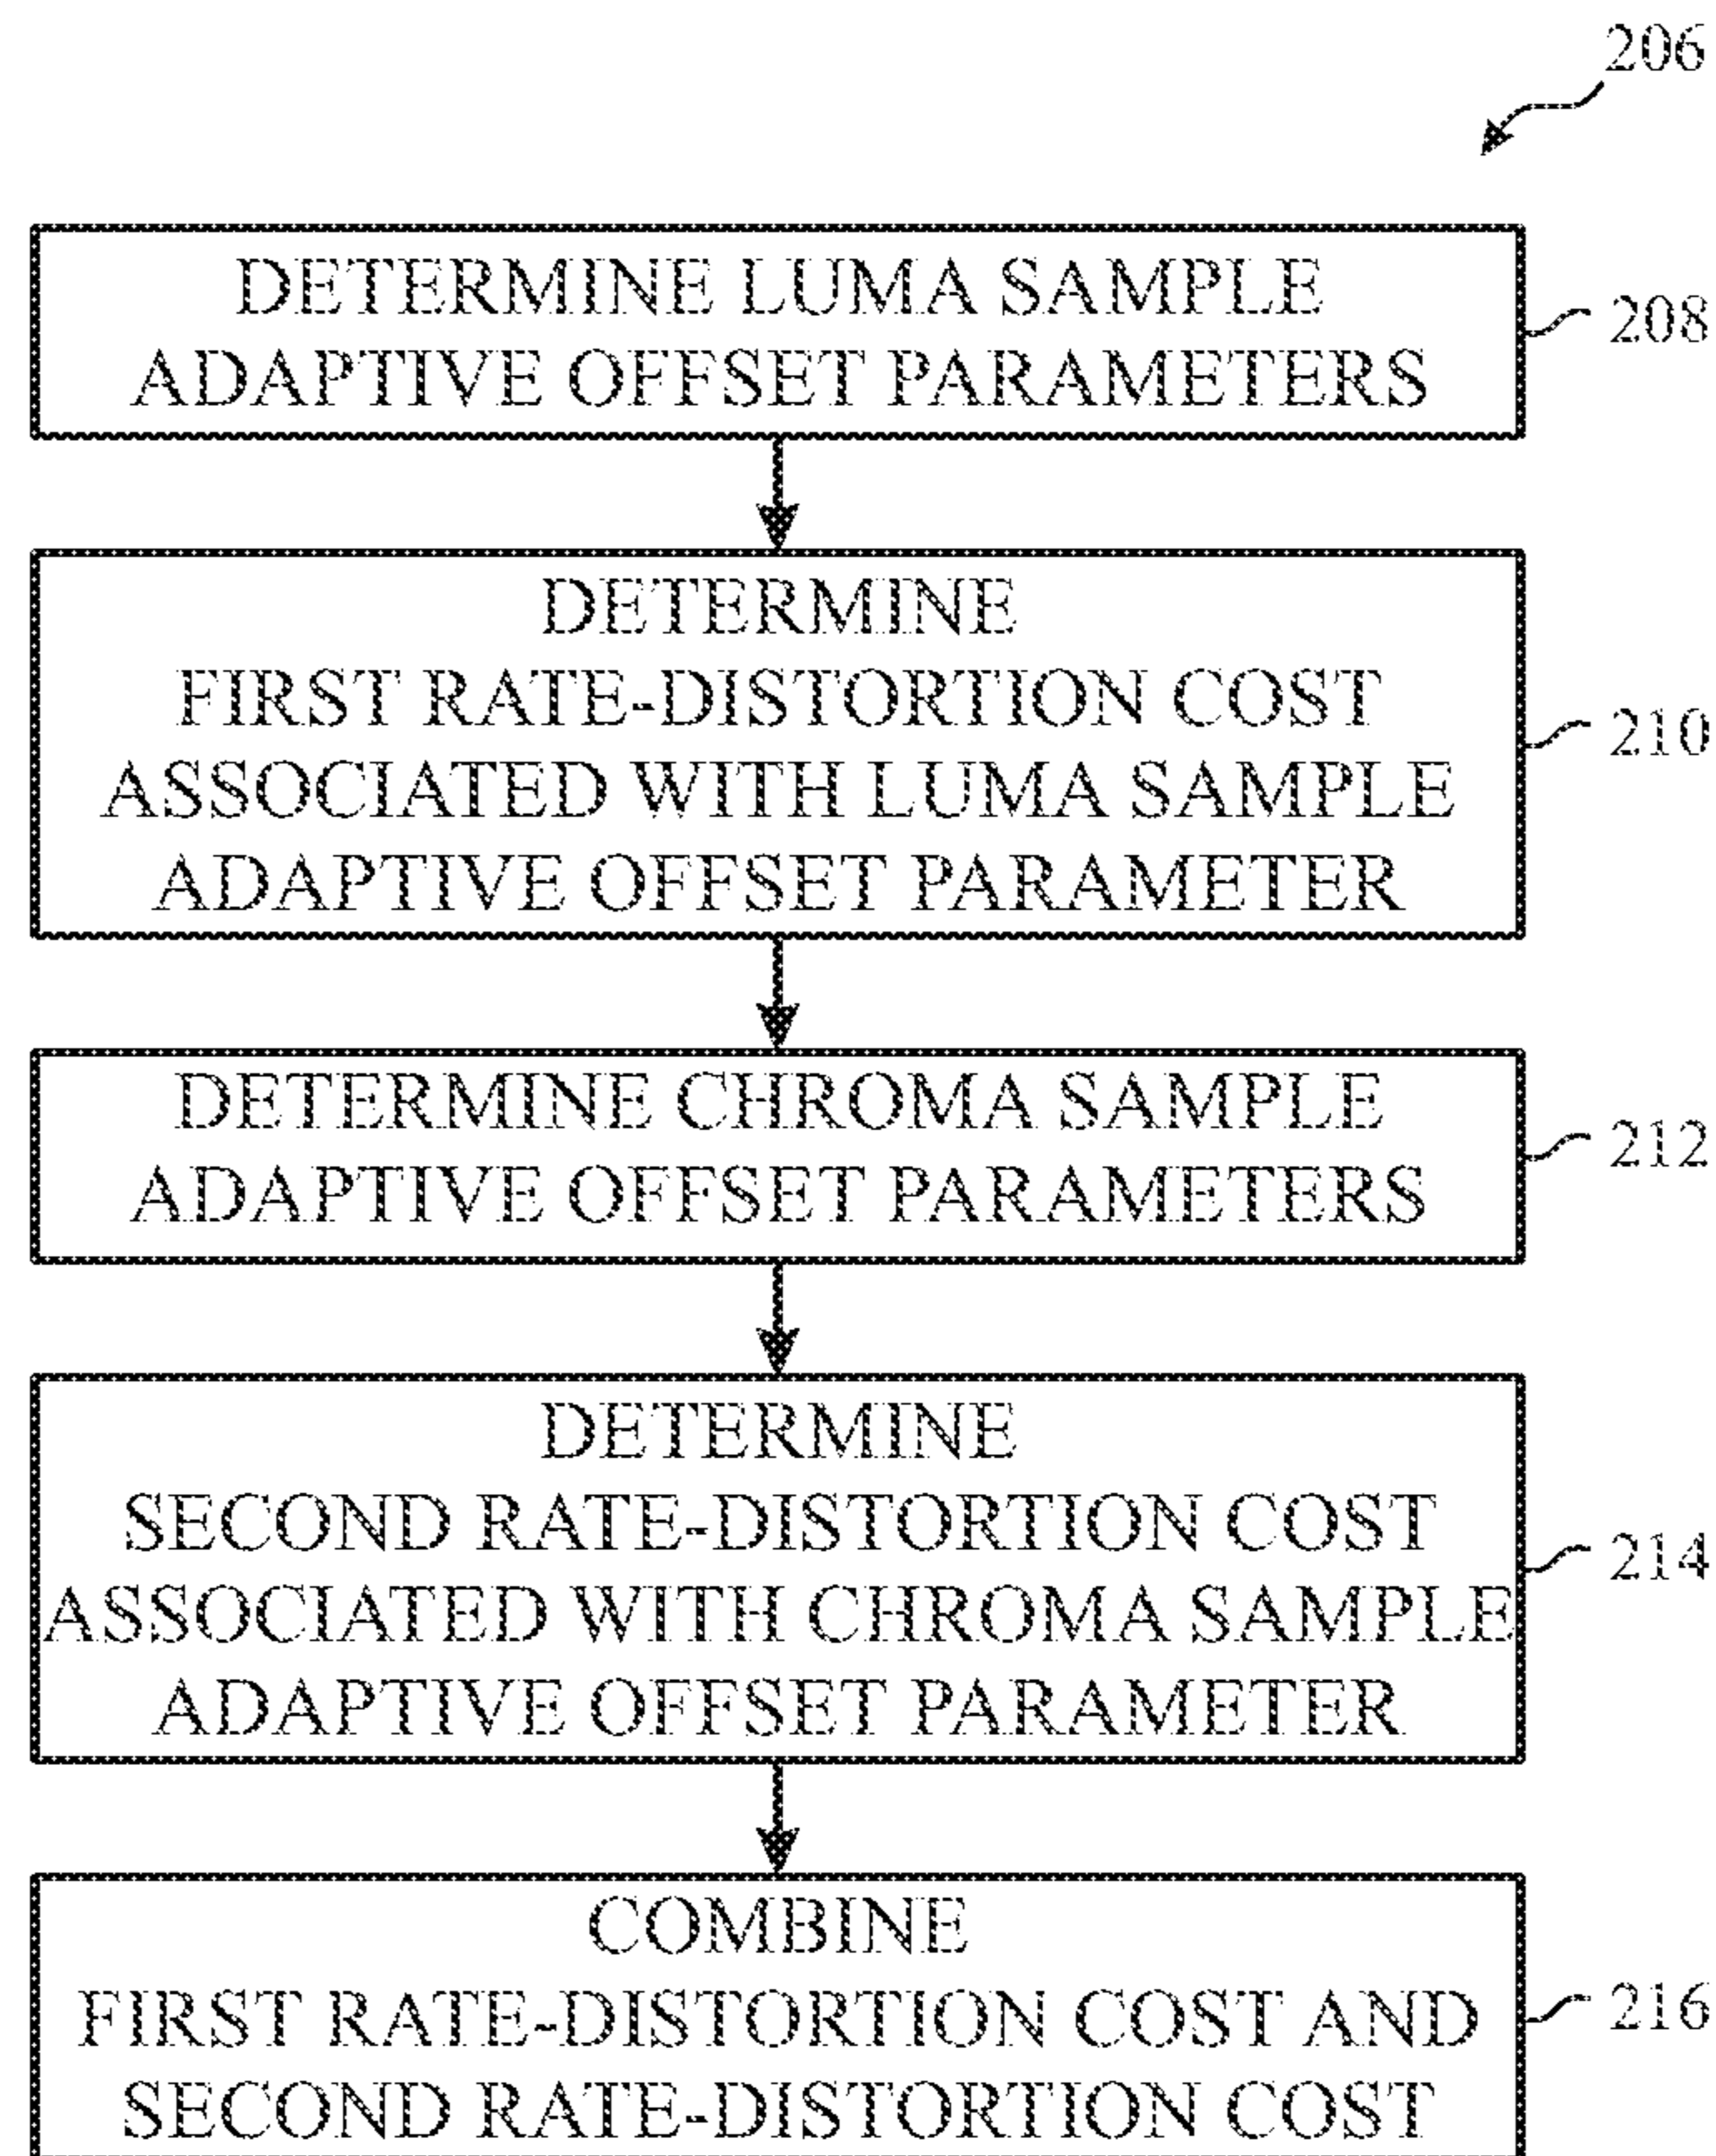 206
DETERMINE LUMA SAMPLE
ADAPTIVE OFFSET PARAMETERS
208
DETERMINE
FIRST RATE-DISTORTION COST
ASSOCIATED WITH LUMA SAMPLE
ADAPTIVE OFFSET PARAMETER
210
DETERMINE CHROMA SAMPLE
ADAPTIVE OFFSET PARAMETERS
212
DETERMINE
SECOND RATE-DISTORTION COST
ASSOCIATED WITH CHROMA SAMPLE
ADAPTIVE OFFSET PARAMETER
214
COMBINE
FIRST RATE-DISTORTION COST AND
SECOND RATE-DISTORTION COST
216